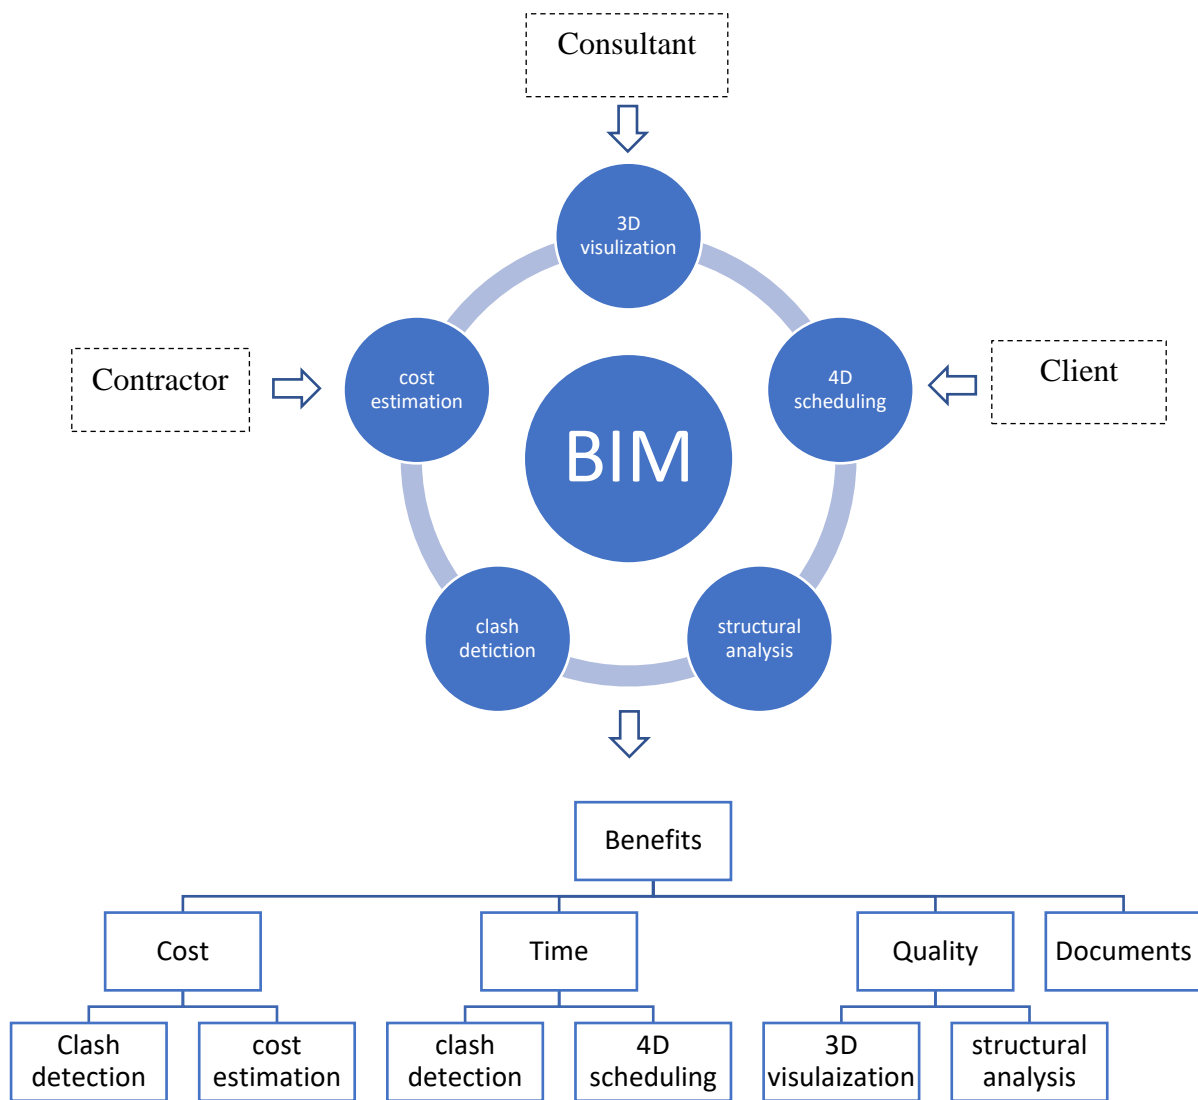 Consultant
3D
visulization
Contractor
cost
estimation
4D
scheduling
Client
BIM
clash
detiction
structural
analysis
Benefits
Cost
Time
Quality
Documents
Clash
detection
cost
estimation
clash
detection
4D
scheduling
3D
visulaization
structural
analysis